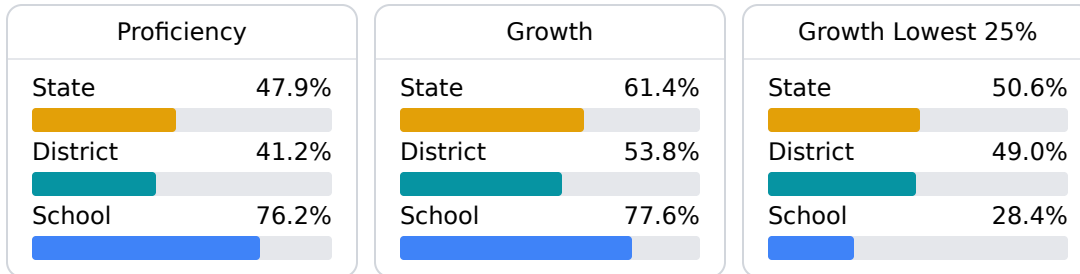 Proficiency
State 47.9%
District 41.2%
School 76.2%
Growth
State 61.4%
District 53.8%
School 77.6%
Growth Lowest 25%
State 50.6%
District 49.0%
School 28.4%